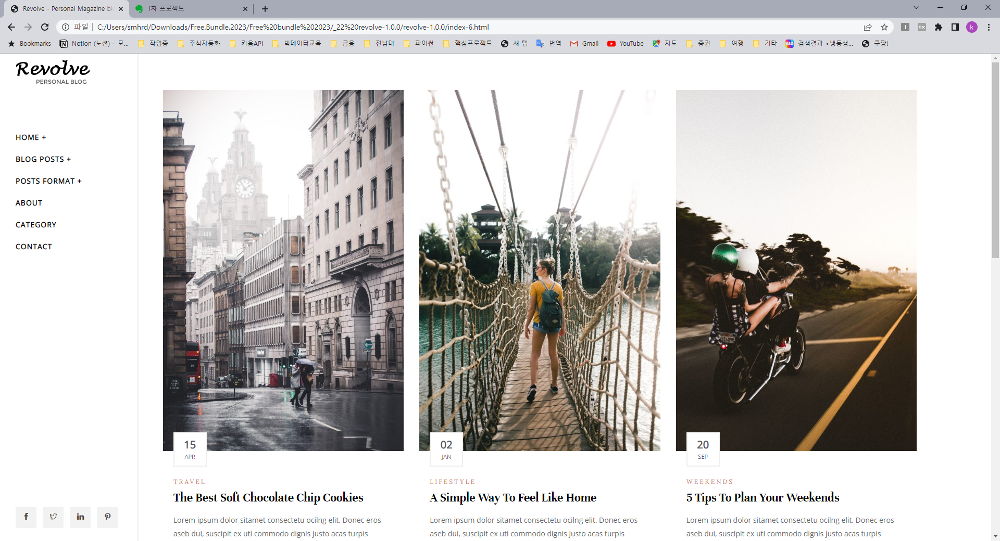 Revolve - Personal Magazine bl
1차 프로젝트
파일
C:/Users/smhrd/Downloads/Free.Bundle.2023/Free%20bundle%202023/_22%20revolve-1.0.0/revolve-1.0.0/index-6.html
k
Bookmarks
Notion (노션) – 모...
작업중
주식자동화
키움API
빅데이터교육
금융
전남대
파이썬
핵심프로젝트
새 탭
번역
Gmail
YouTube
지도
증권
여행
기타
검색결과 >냉동생...
쿠팡!
Revolve
PERSONAL BLOG
HOME +
BLOG POSTS +
POSTS FORMAT +
ABOUT
CATEGORY
CONTACT
15
APR
TRAVEL
The Best Soft Chocolate Chip Cookies
Lorem ipsum dolor sitamet consectetu ocilng elit. Donec eros
aseb dui, suscipit ex uti commodo dignis justo acas turpis
02
JAN
LIFESTYLE
A Simple Way To Feel Like Home
Lorem ipsum dolor sitamet consectetu ocilng elit. Donec eros
aseb dui, suscipit ex uti commodo dignis justo acas turpis
20
SEP
WEEKENDS
5 Tips To Plan Your Weekends
Lorem ipsum dolor sitamet consectetu ocilng elit. Donec eros
aseb dui, suscipit ex uti commodo dignis justo acas turpis